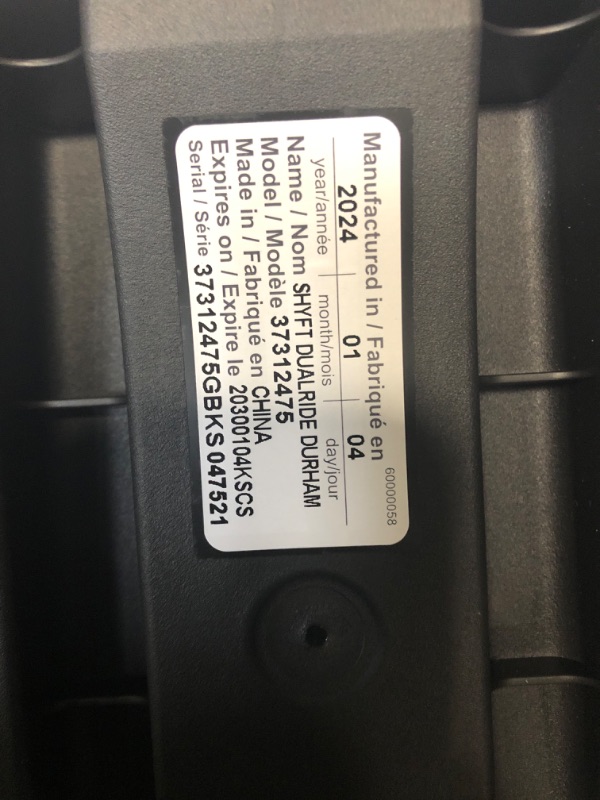 Manufactured in / Fabriqué en 60000058
2024 01 04
year/année month/mois day/jour
Name / Nom SHYFT DUALRIDE DURHAM
Model / Modèle 37312475
Made in / Fabriqué en CHINA
Expires on / Expire le 20300104KSCS
Serial / Série 37312475GBKS 047521